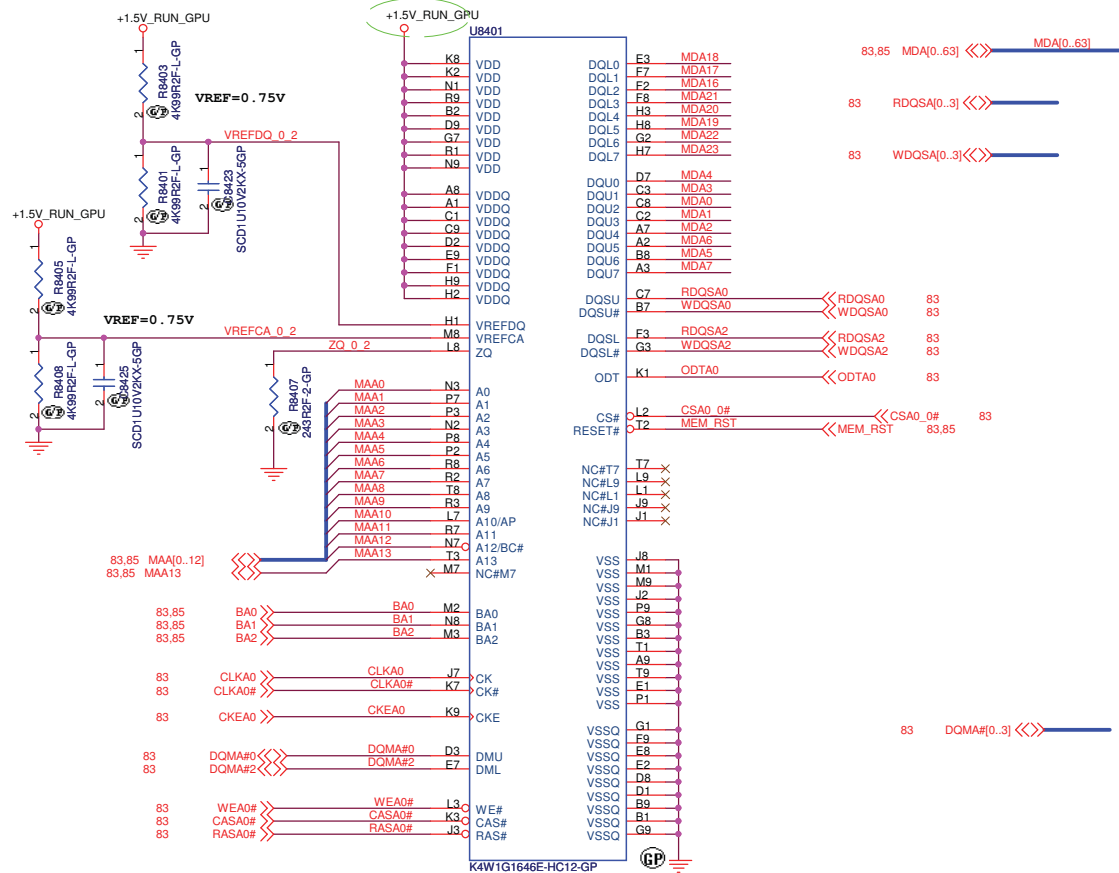 +1.5V_RUN_GPU
1
R8403
4K99R2F-L-GP
2
VREF=0.75V
VREFDQ_0_2
1
R8401
4K99R2F-L-GP
2
1
2
SCD1U10V2KX-5GP
+1.5V_RUN_GPU
1
R8405
4K99R2F-L-GP
2
VREF=0.75V
VREFCA_0_2
1
R8408
4K99R2F-L-GP
2
1
2
SCD1U10V2KX-5GP
ZQ_0_2
1
R8407
243R2F-2-GP
2
+1.5V_RUN_GPU
U8401
K8 VDD
K2 VDD
N1 VDD
R9 VDD
B2 VDD
D9 VDD
G7 VDD
R1 VDD
N9 VDD
A8 VDDQ
A1 VDDQ
C1 VDDQ
C9 VDDQ
D2 VDDQ
E9 VDDQ
F1 VDDQ
H9 VDDQ
H2 VDDQ
H1 VREFDQ
M8 VREFCA
L8 ZQ
MAA0 N3 A0
MAA1 P7 A1
MAA2 P3 A2
MAA3 N2 A3
MAA4 P8 A4
MAA5 P2 A5
MAA6 R8 A6
MAA7 R2 A7
MAA8 T8 A8
MAA9 R3 A9
MAA10 L7 A10/AP
MAA11 R7 A11
MAA12 N7 A12/BC#
MAA13 T3 A13
M7 NC#M7
83,85 MAA[0..12]
83,85 MAA13
83,85 BA0 BA0 M2 BA0
83,85 BA1 BA1 N8 BA1
83,85 BA2 BA2 M3 BA2
83 CLKA0 CLKA0 J7 CK
83 CLKA0# CLKA0# K7 CK#
83 CKEA0 CKEA0 K9 CKE
83 DQMA#0 DQMA#0 D3 DMU
83 DQMA#2 DQMA#2 E7 DML
83 WEA0# WEA0# L3 WE#
83 CASA0# CASA0# K3 CAS#
83 RASA0# RASA0# J3 RAS#
DQL0 E3 MDA18
DQL1 F7 MDA17
DQL2 F2 MDA16
DQL3 F8 MDA21
DQL4 H3 MDA20
DQL5 H8 MDA19
DQL6 G2 MDA22
DQL7 H7 MDA23
DQU0 D7 MDA4
DQU1 C3 MDA3
DQU2 C8 MDA0
DQU3 C2 MDA1
DQU4 A7 MDA2
DQU5 A2 MDA6
DQU6 B8 MDA5
DQU7 A3 MDA7
DQSU C7 RDQSA0 RDQSA0 83
DQSU# B7 WDQSA0 WDQSA0 83
DQSL F3 RDQSA2 RDQSA2 83
DQSL# G3 WDQSA2 WDQSA2 83
ODT K1 ODTA0 ODTA0 83
CS# L2 CSA0_0# CSA0_0# 83
RESET# T2 MEM_RST MEM_RST 83,85
NC#T7 T7
NC#L9 L9
NC#L1 L1
NC#J9 J9
NC#J1 J1
VSS J8
VSS M1
VSS M9
VSS J2
VSS P9
VSS G8
VSS B3
VSS T1
VSS A9
VSS T9
VSS E1
VSS P1
VSSQ G1
VSSQ F9
VSSQ E8
VSSQ E2
VSSQ D8
VSSQ D1
VSSQ B9
VSSQ B1
VSSQ G9
GP
K4W1G1646E-HC12-GP
83,85 MDA[0..63] MDA[0..63]
83 RDQSA[0..3]
83 WDQSA[0..3]
83 DQMA#[0..3]